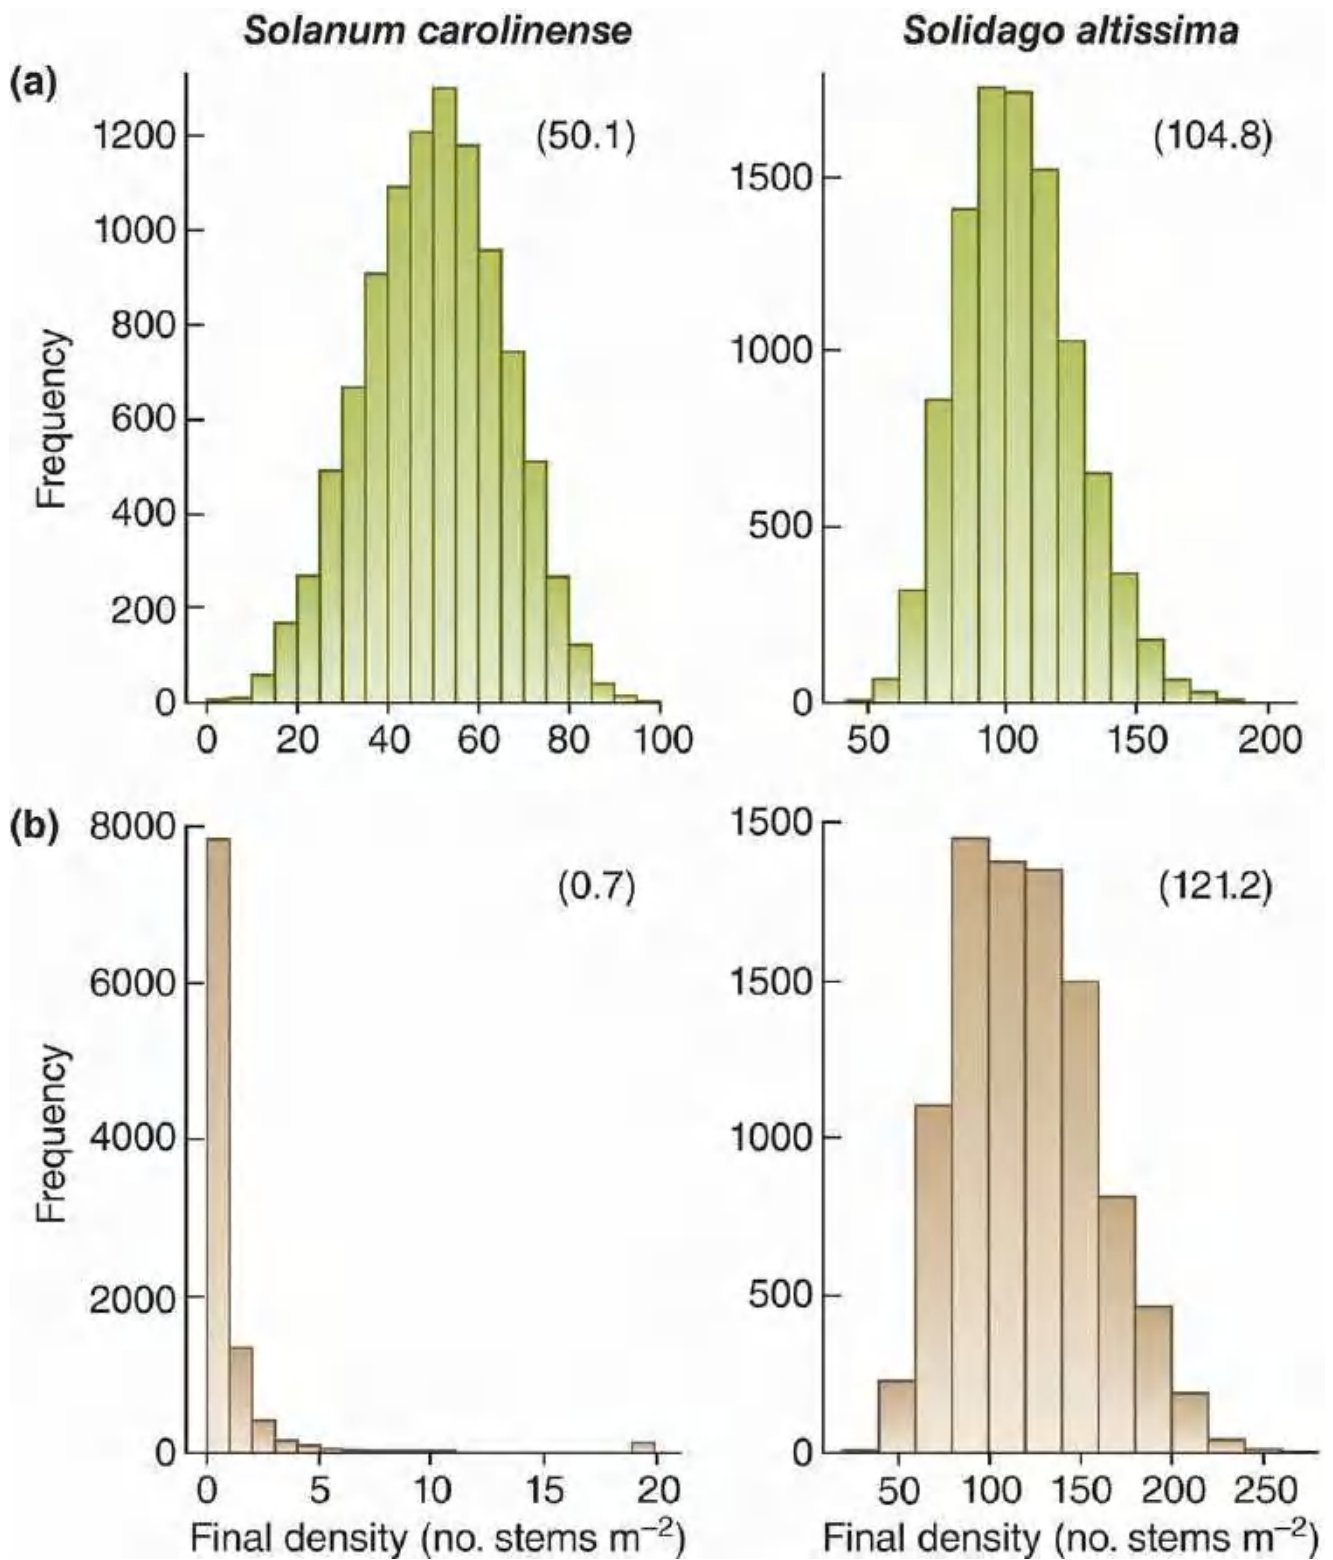 Solanum carolinense
Solidago altissima
(a)
(50.1)
(104.8)
Frequency
1200
1000
800
600
400
200
0
0 20 40 60 80 100
1500
1000
500
0
50 100 150 200
(b)
(0.7)
(121.2)
Frequency
8000
6000
4000
2000
0
0 5 10 15 20
Final density (no. stems m⁻²)
1500
1500
1000
500
0
50 100 150 200 250
Final density (no. stems m⁻²)